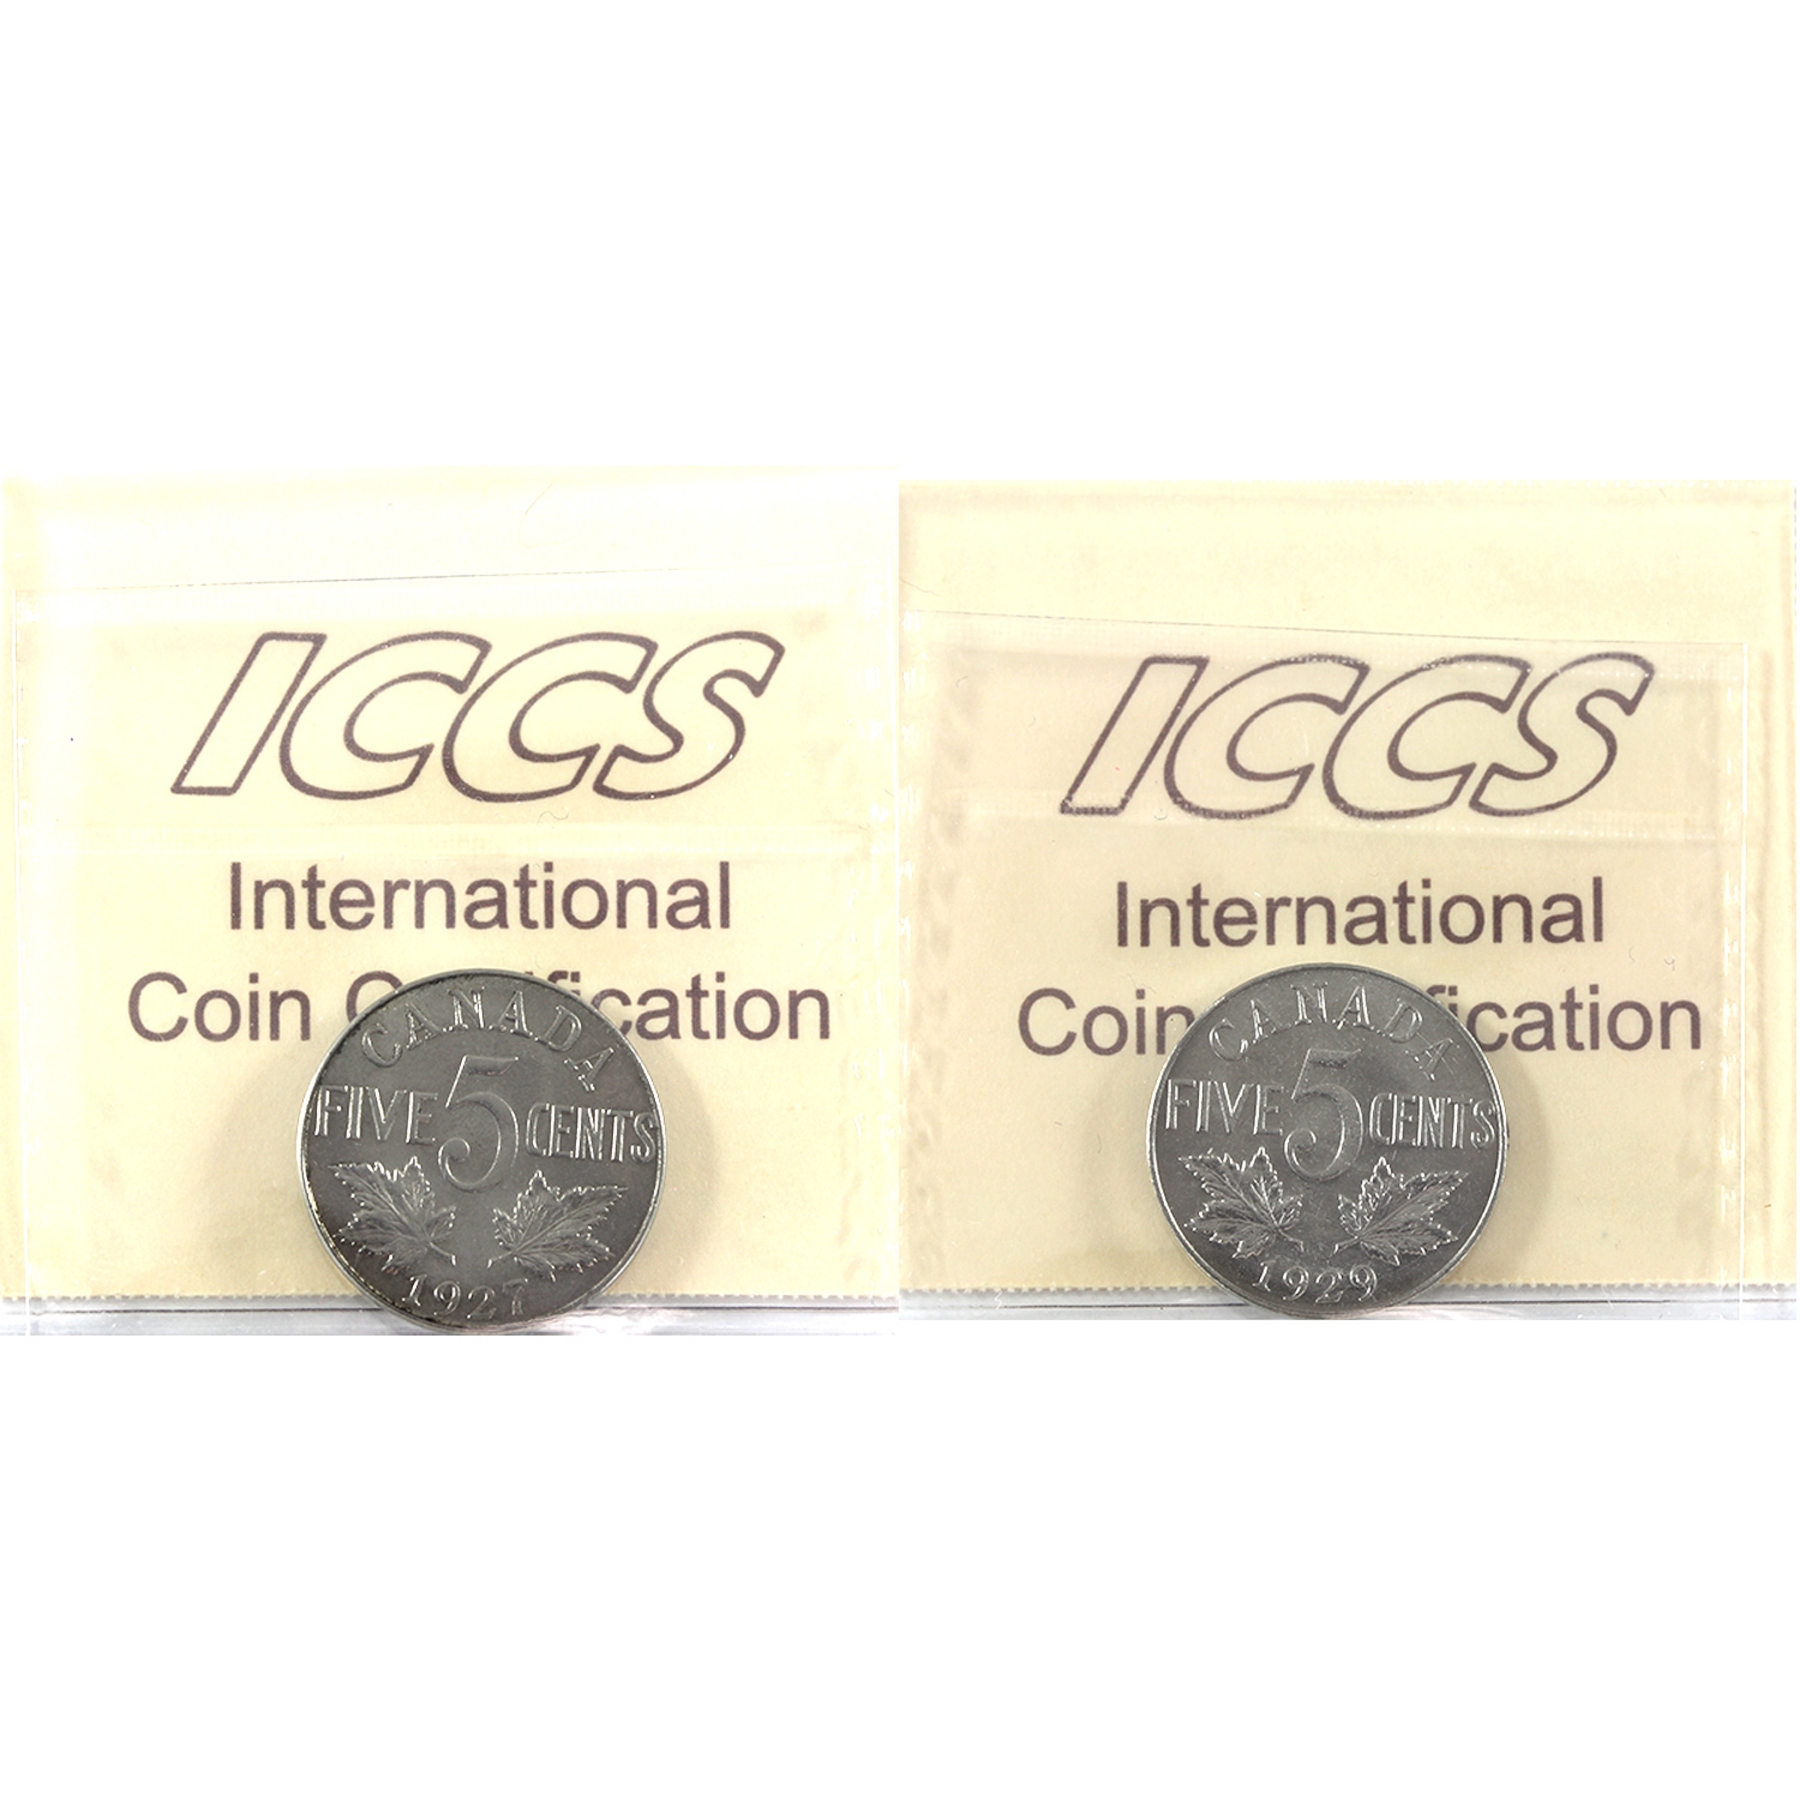 ICCS
International
Coin fication
CANADA
FIVE 5 CENTS
1927
ICCS
International
Coin fication
CANADA
FIVE 5 CENTS
1929